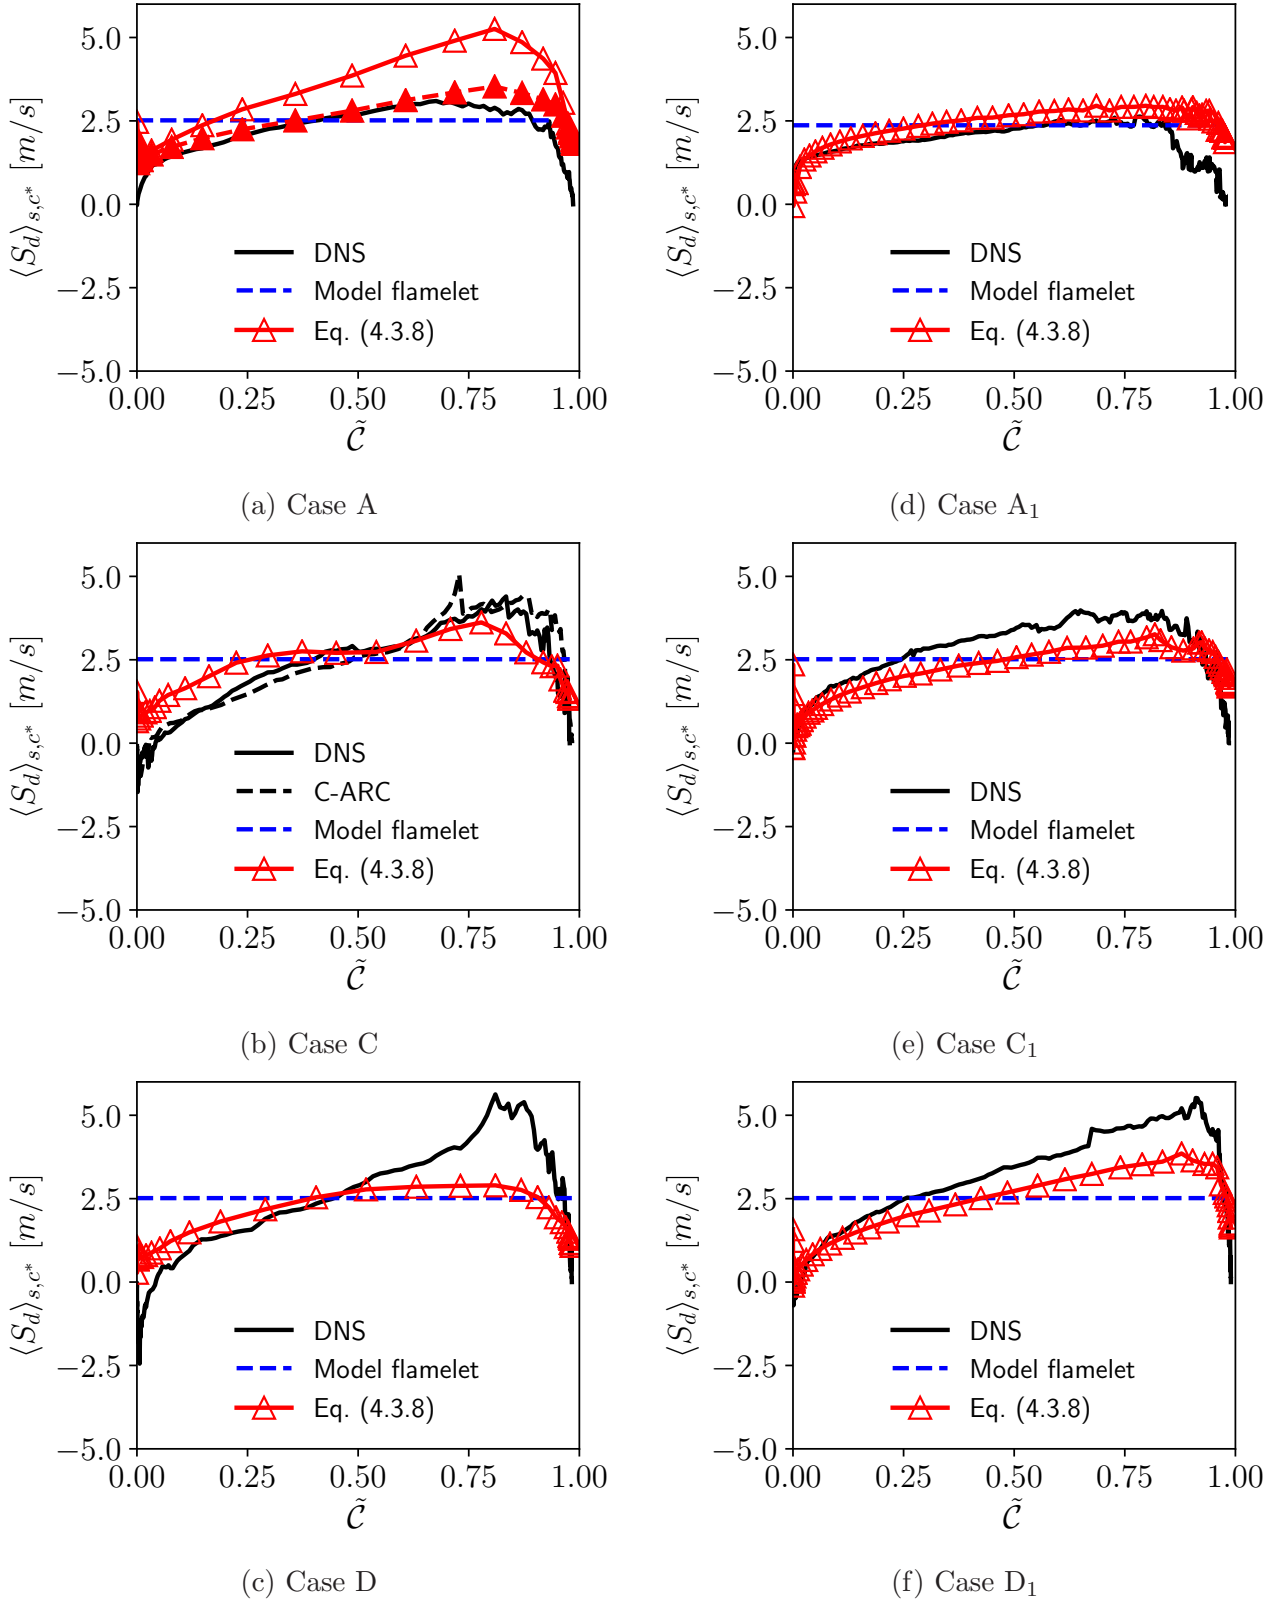 5.0
2.5
0.0
−2.5
−5.0
⟨S_d⟩_{s,c*} [m/s]
DNS
Model flamelet
Eq. (4.3.8)
0.00 0.25 0.50 0.75 1.00
C̃
(a) Case A
5.0
2.5
0.0
−2.5
−5.0
⟨S_d⟩_{s,c*} [m/s]
DNS
Model flamelet
Eq. (4.3.8)
0.00 0.25 0.50 0.75 1.00
C̃
(d) Case A₁
5.0
2.5
0.0
−2.5
−5.0
⟨S_d⟩_{s,c*} [m/s]
DNS
C-ARC
Model flamelet
Eq. (4.3.8)
0.00 0.25 0.50 0.75 1.00
C̃
(b) Case C
5.0
2.5
0.0
−2.5
−5.0
⟨S_d⟩_{s,c*} [m/s]
DNS
Model flamelet
Eq. (4.3.8)
0.00 0.25 0.50 0.75 1.00
C̃
(e) Case C₁
5.0
2.5
0.0
−2.5
−5.0
⟨S_d⟩_{s,c*} [m/s]
DNS
Model flamelet
Eq. (4.3.8)
0.00 0.25 0.50 0.75 1.00
C̃
(c) Case D
5.0
2.5
0.0
−2.5
−5.0
⟨S_d⟩_{s,c*} [m/s]
DNS
Model flamelet
Eq. (4.3.8)
0.00 0.25 0.50 0.75 1.00
C̃
(f) Case D₁